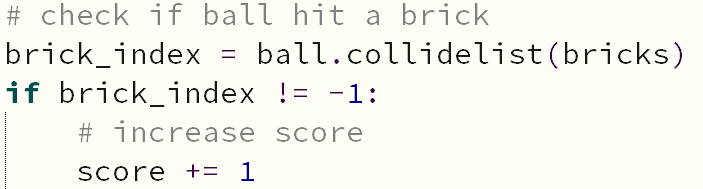 # check if ball hit a brick
brick_index = ball.collidelist(bricks)
if brick_index != -1:
    # increase score
    score += 1